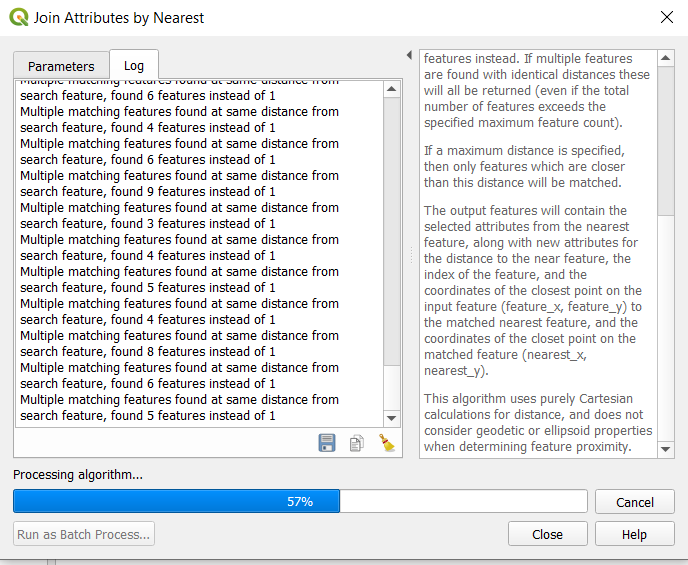 Join Attributes by Nearest
Parameters
Log
Multiple matching features found at same distance from
search feature, found 6 features instead of 1
Multiple matching features found at same distance from
search feature, found 4 features instead of 1
Multiple matching features found at same distance from
search feature, found 6 features instead of 1
Multiple matching features found at same distance from
search feature, found 9 features instead of 1
Multiple matching features found at same distance from
search feature, found 3 features instead of 1
Multiple matching features found at same distance from
search feature, found 4 features instead of 1
Multiple matching features found at same distance from
search feature, found 5 features instead of 1
Multiple matching features found at same distance from
search feature, found 4 features instead of 1
Multiple matching features found at same distance from
search feature, found 8 features instead of 1
Multiple matching features found at same distance from
search feature, found 6 features instead of 1
Multiple matching features found at same distance from
search feature, found 5 features instead of 1
features instead. If multiple features
are found with identical distances these
will all be returned (even if the total
number of features exceeds the
specified maximum feature count).
If a maximum distance is specified,
then only features which are closer
than this distance will be matched.
The output features will contain the
selected attributes from the nearest
feature, along with new attributes for
the distance to the near feature, the
index of the feature, and the
coordinates of the closest point on the
input feature (feature_x, feature_y) to
the matched nearest feature, and the
coordinates of the closet point on the
matched feature (nearest_x,
nearest_y).
This algorithm uses purely Cartesian
calculations for distance, and does not
consider geodetic or ellipsoid properties
when determining feature proximity.
Processing algorithm...
57%
Cancel
Run as Batch Process...
Close
Help